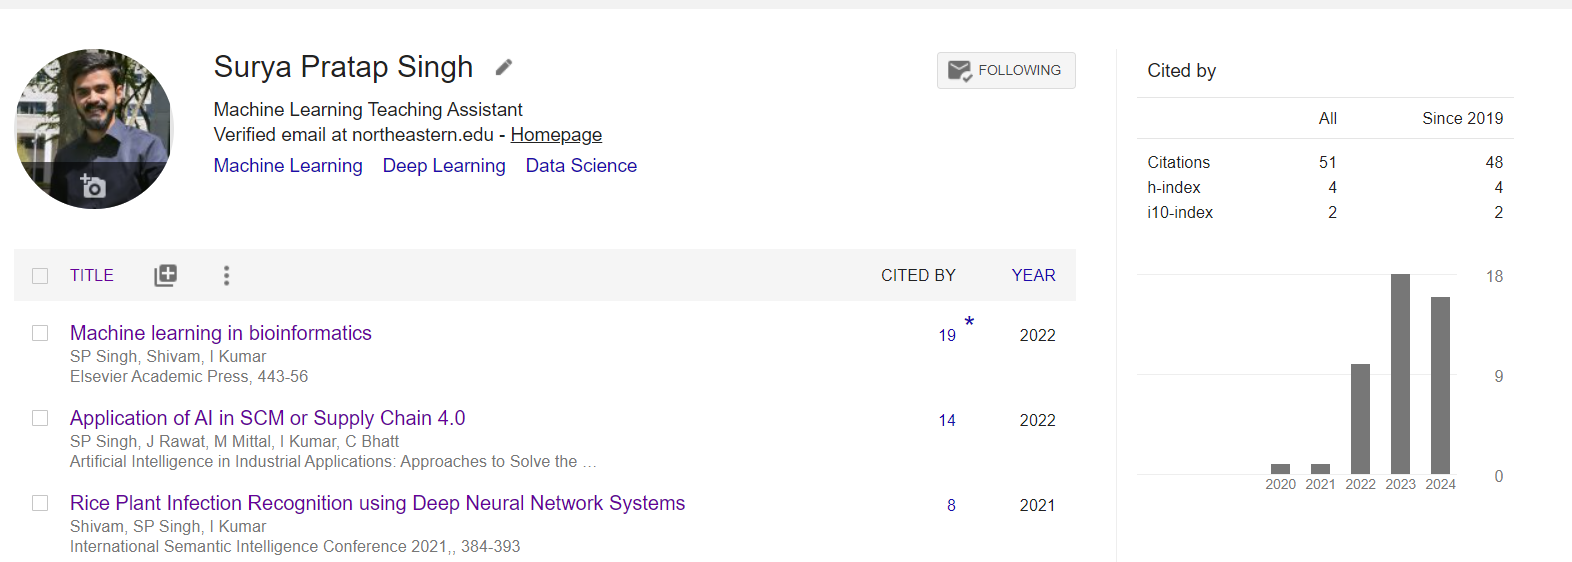 Surya Pratap Singh
FOLLOWING
Machine Learning Teaching Assistant
Verified email at northeastern.edu - Homepage
Machine Learning Deep Learning Data Science
TITLE CITED BY YEAR
Machine learning in bioinformatics 19 * 2022
SP Singh, Shivam, I Kumar
Elsevier Academic Press, 443-56
Application of AI in SCM or Supply Chain 4.0 14 2022
SP Singh, J Rawat, M Mittal, I Kumar, C Bhatt
Artificial Intelligence in Industrial Applications: Approaches to Solve the ...
Rice Plant Infection Recognition using Deep Neural Network Systems 8 2021
Shivam, SP Singh, I Kumar
International Semantic Intelligence Conference 2021,, 384-393
Cited by
All Since 2019
Citations 51 48
h-index 4 4
i10-index 2 2
18
9
0
2020 2021 2022 2023 2024